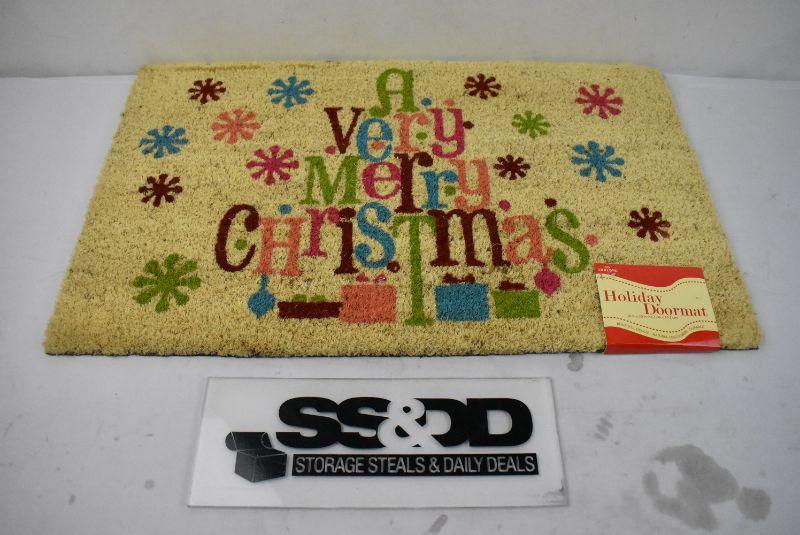 A
Very
Merry
CHristmas
Holiday
Doormat
SS&DD
STORAGE STEALS & DAILY DEALS